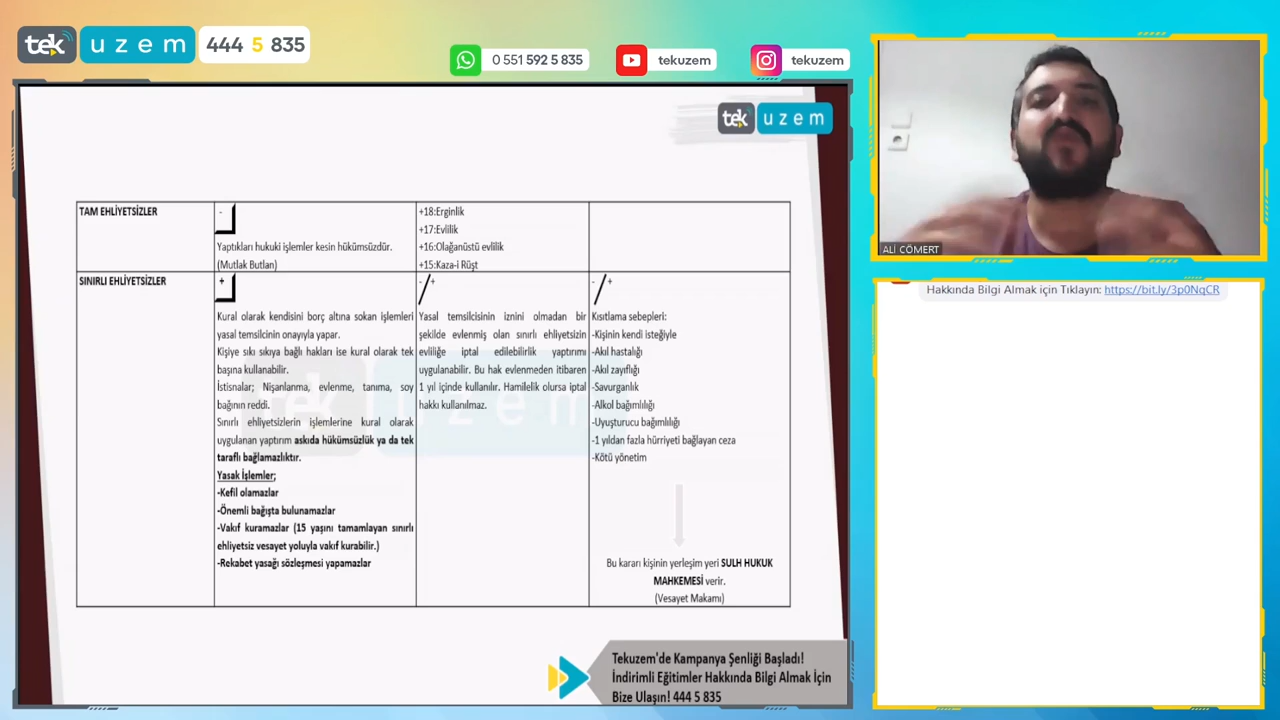 tek uzem 444 5 835
0 551 592 5 835
tekuzem
tekuzem
tek uzem
TAM EHLİYETSİZLER
-
Yaptıkları hukuki işlemler kesin hükümsüzdür.
(Mutlak Butlan)
+18:Erginlik
+17:Evlilik
+16:Olağanüstü evlilik
+15:Kaza-i Rüşt
SINIRLI EHLİYETSİZLER
+
Kural olarak kendisini borç altına sokan işlemleri
yasal temsilcinin onayıyla yapar.
Kişiye sıkı sıkıya bağlı hakları ise kural olarak tek
başına kullanabilir.
İstisnalar; Nişanlanma, evlenme, tanıma, soy
bağının reddi.
Sınırlı ehliyetsizlerin işlemlerine kural olarak
uygulanan yaptırım askıda hükümsüzlük ya da tek
taraflı bağlamazlıktır.
Yasak İşlemler;
-Kefil olamazlar
-Önemli bağışta bulunamazlar
-Vakıf kuramazlar (15 yaşını tamamlayan sınırlı
ehliyetsiz vesayet yoluyla vakıf kurabilir.)
-Rekabet yasağı sözleşmesi yapamazlar
-/+
Yasal temsilcisinin iznini olmadan bir
şekilde evlenmiş olan sınırlı ehliyetsizin
evliliğe iptal edilebilirlik yaptırımı
uygulanabilir. Bu hak evlenmeden itibaren
1 yıl içinde kullanılır. Hamilelik olursa iptal
hakkı kullanılmaz.
-/+
Kısıtlama sebepleri:
-Kişinin kendi isteğiyle
-Akıl hastalığı
-Akıl zayıflığı
-Savurganlık
-Alkol bağımlılığı
-Uyuşturucu bağımlılığı
-1 yıldan fazla hürriyeti bağlayan ceza
-Kötü yönetim
Bu kararı kişinin yerleşim yeri SULH HUKUK
MAHKEMESİ verir.
(Vesayet Makamı)
tek uzem
Tekuzem'de Kampanya Şenliği Başladı!
İndirimli Eğitimler Hakkında Bilgi Almak İçin
Bize Ulaşın! 444 5 835
ALİ CÖMERT
Hakkında Bilgi Almak için Tıklayın: https://bit.ly/3p0NqCR